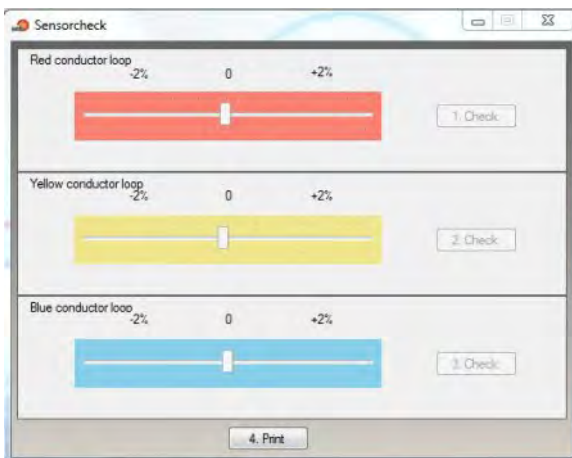 Sensorcheck
Red conductor loop
-2% 0 +2%
1. Check
Yellow conductor loop
-2% 0 +2%
2. Check
Blue conductor loop
-2% 0 +2%
3. Check
4. Print